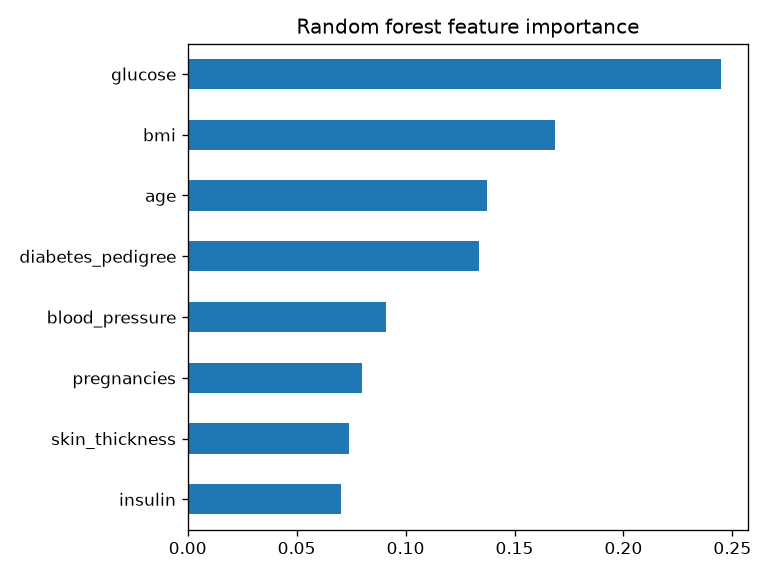 Random forest feature importance
glucose
bmi
age
diabetes_pedigree
blood_pressure
pregnancies
skin_thickness
insulin
0.00 0.05 0.10 0.15 0.20 0.25